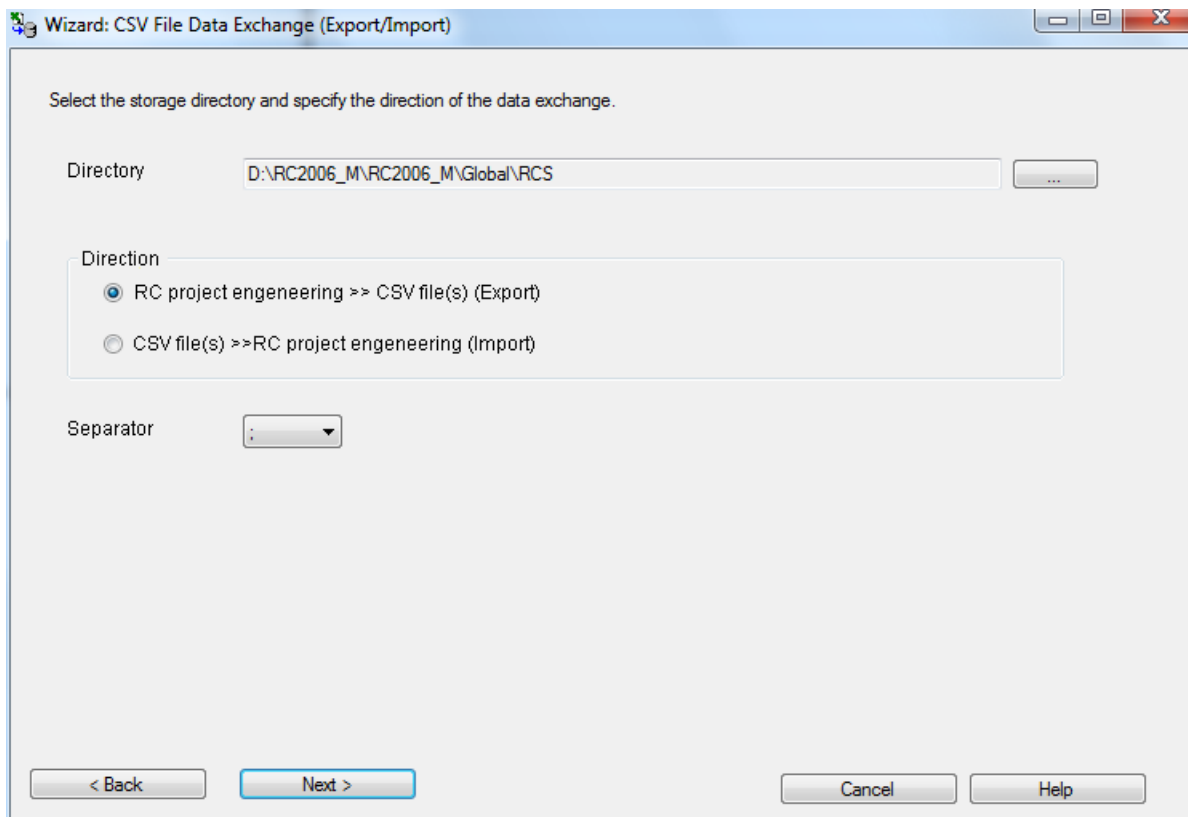 Wizard: CSV File Data Exchange (Export/Import)
Select the storage directory and specify the direction of the data exchange.
Directory D:\RC2006_M\RC2006_M\Global\RCS ...
Direction
RC project engeneering >> CSV file(s) (Export)
CSV file(s) >>RC project engeneering (Import)
Separator ;
< Back Next > Cancel Help